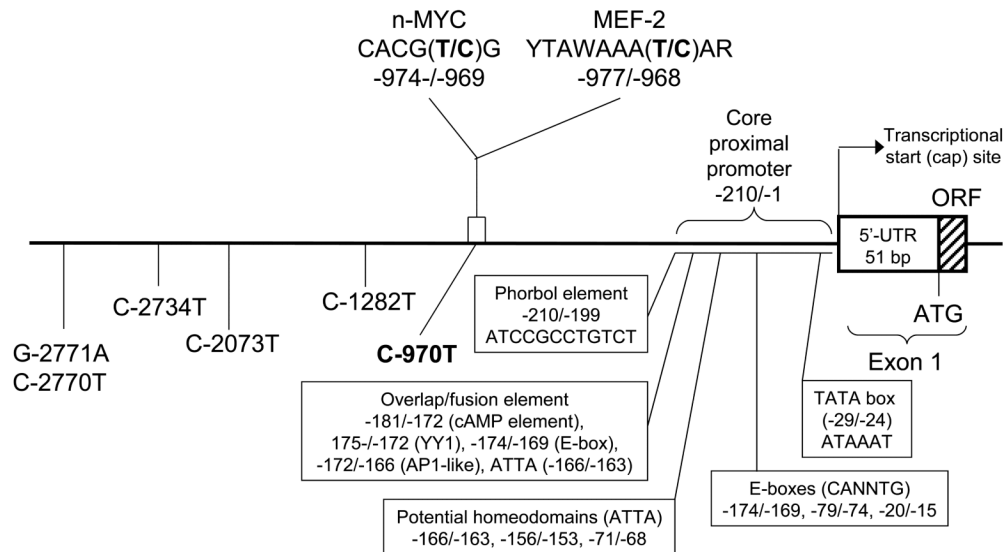 n-MYC
CACG(T/C)G
-974-/-969
MEF-2
YTAWAAA(T/C)AR
-977/-968
Core
proximal
promoter
-210/-1
Transcriptional
start (cap) site
ORF
5'-UTR
51 bp
ATG
Exon 1
G-2771A
C-2770T
C-2734T
C-2073T
C-1282T
C-970T
Phorbol element
-210/-199
ATCCGCCTGTCT
Overlap/fusion element
-181/-172 (cAMP element),
175-/-172 (YY1), -174/-169 (E-box),
-172/-166 (AP1-like), ATTA (-166/-163)
Potential homeodomains (ATTA)
-166/-163, -156/-153, -71/-68
E-boxes (CANNTG)
-174/-169, -79/-74, -20/-15
TATA box
(-29/-24)
ATAAAT